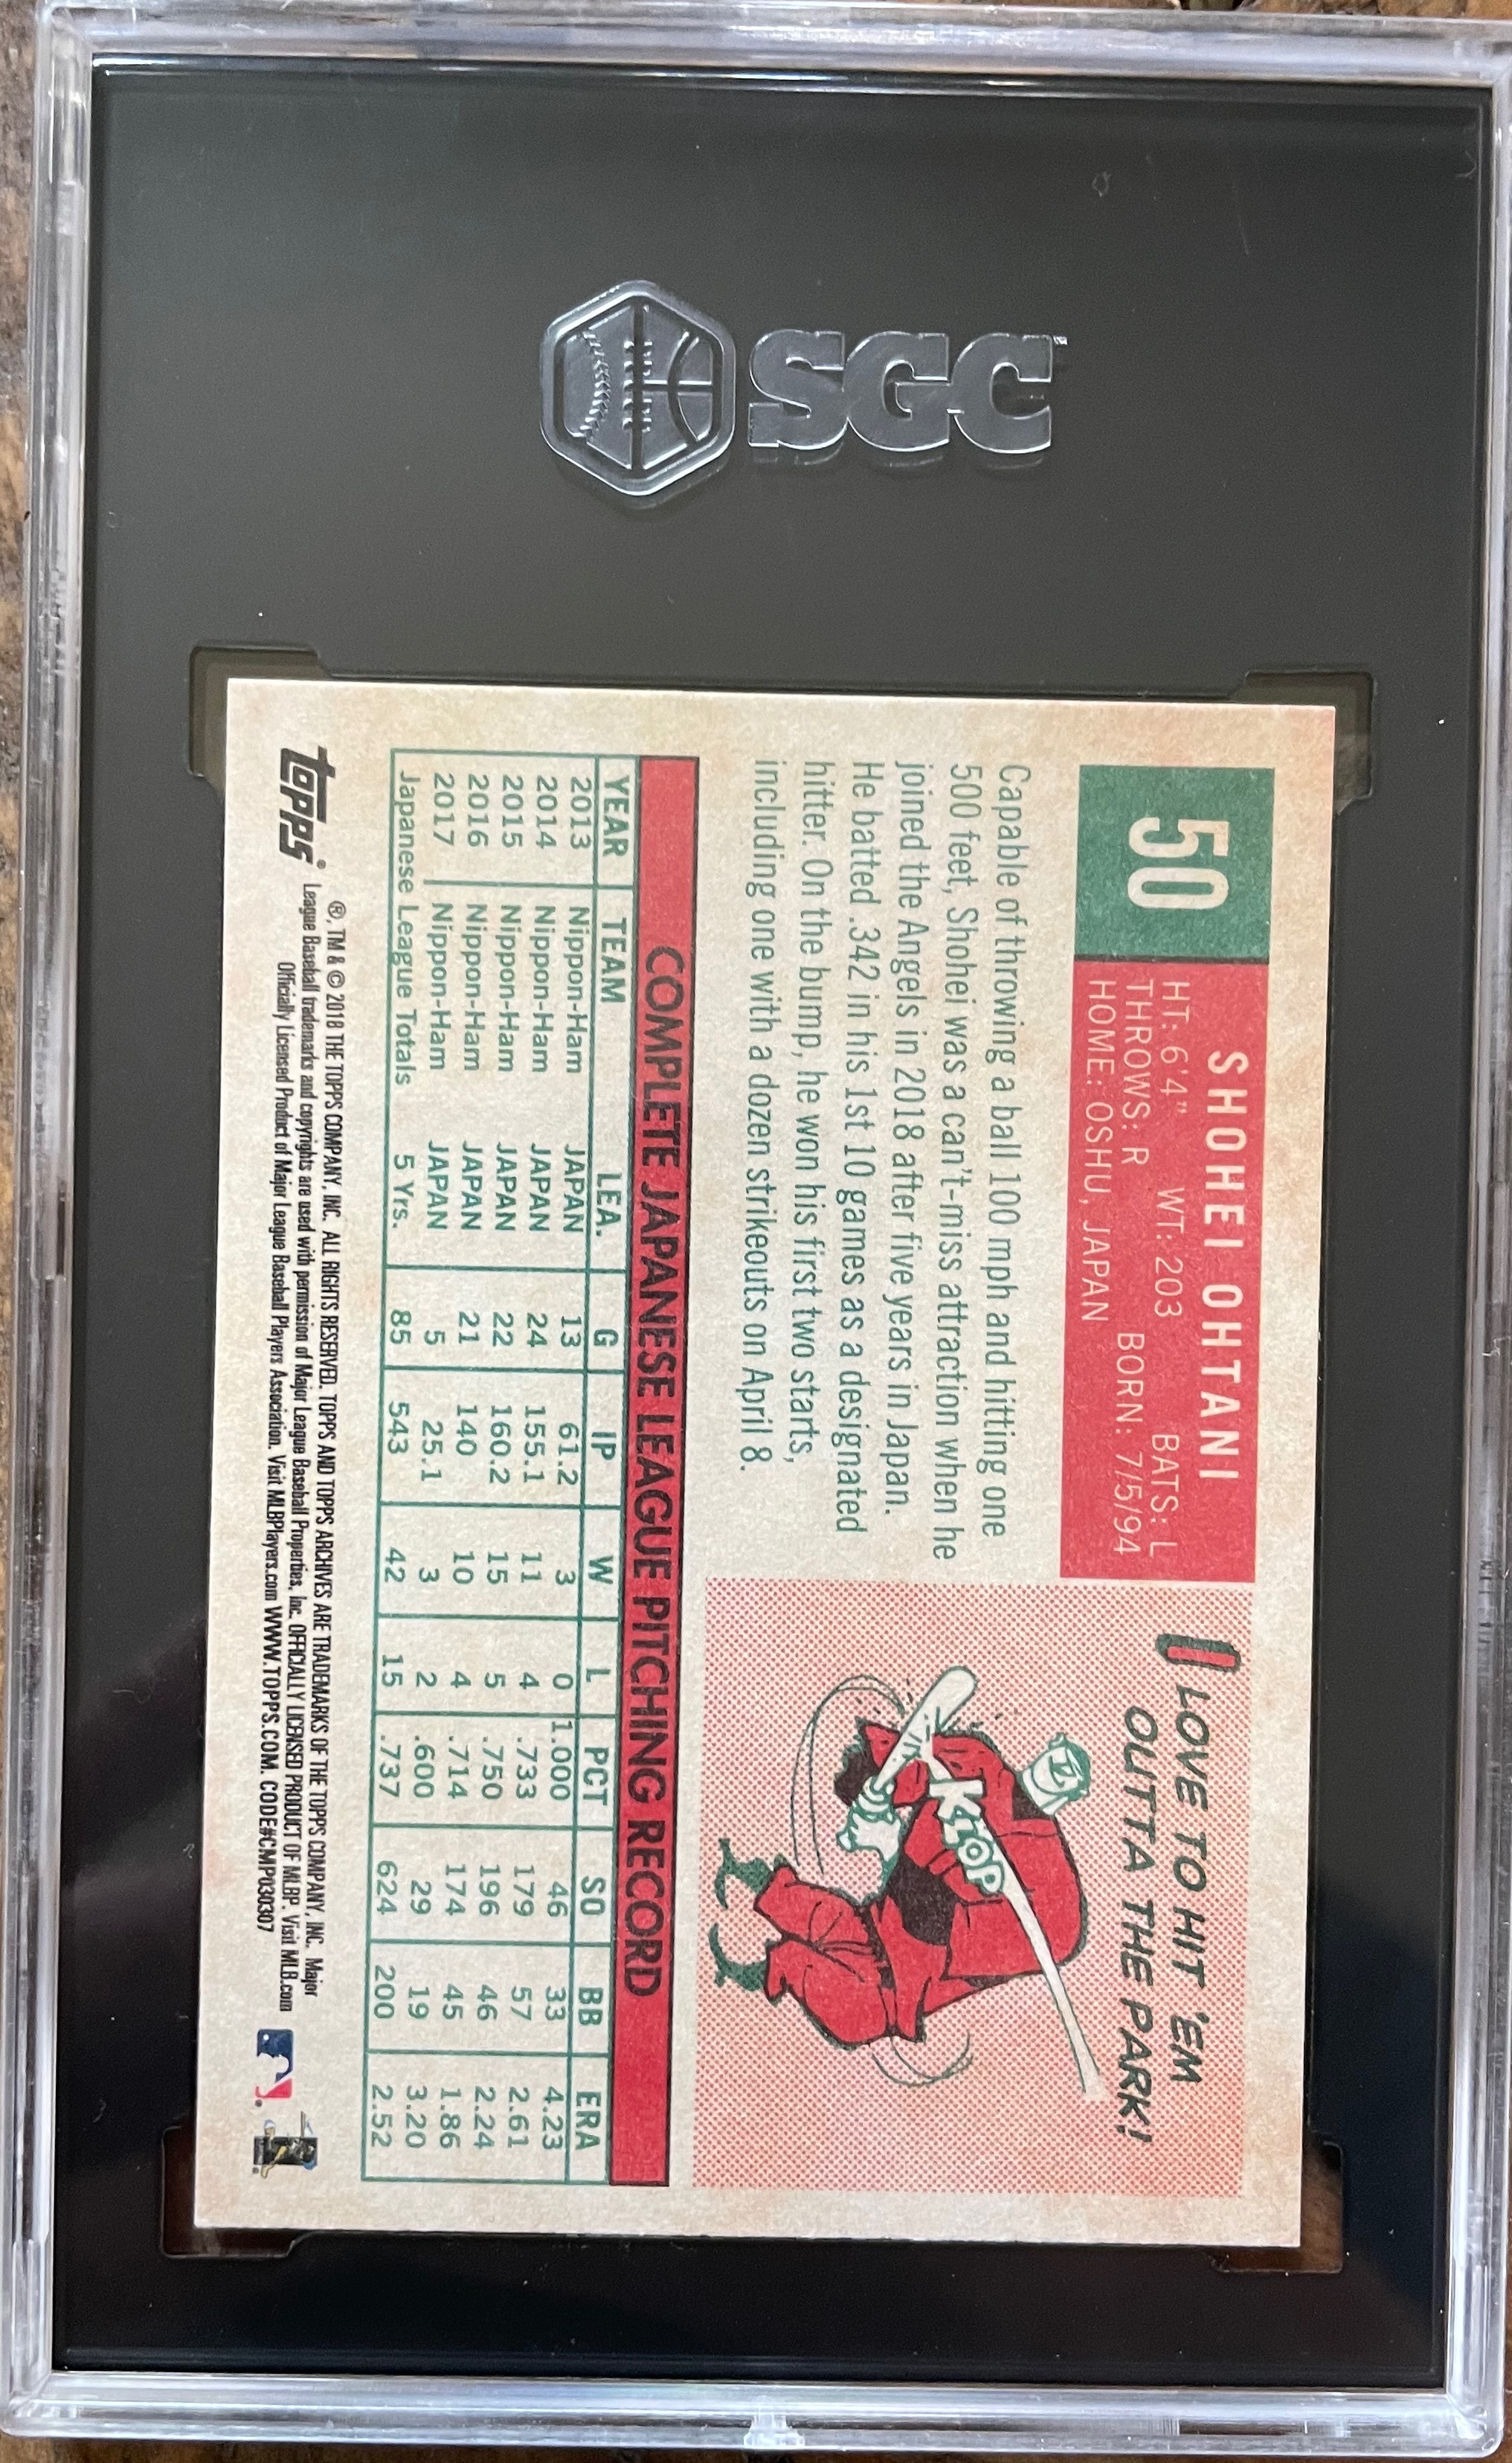 SGC
50
SHOHEI OHTANI
HT: 6'4" WT: 203 BATS: L
THROWS: R BORN: 7/5/94
HOME: OSHU, JAPAN
Capable of throwing a ball 100 mph and hitting one
500 feet, Shohei was a can't-miss attraction when he
joined the Angels in 2018 after five years in Japan.
He batted .342 in his 1st 10 games as a designated
hitter. On the bump, he won his first two starts,
including one with a dozen strikeouts on April 8.
I LOVE TO HIT 'EM
OUTTA THE PARK!
KLOP
COMPLETE JAPANESE LEAGUE PITCHING RECORD
YEAR TEAM LEA. G IP W L PCT SO BB ERA
2013 Nippon-Ham JAPAN 13 61.2 3 0 1.000 46 33 4.23
2014 Nippon-Ham JAPAN 24 155.1 11 4 .733 179 57 2.61
2015 Nippon-Ham JAPAN 22 160.2 15 5 .750 196 46 2.24
2016 Nippon-Ham JAPAN 21 140 10 4 .714 174 45 1.86
2017 Nippon-Ham JAPAN 5 25.1 3 2 .600 29 19 3.20
Japanese League Totals 5 Yrs. 85 543 42 15 .737 624 200 2.52
topps®
®, TM & © 2018 THE TOPPS COMPANY, INC. ALL RIGHTS RESERVED. TOPPS AND TOPPS ARCHIVES ARE TRADEMARKS OF THE TOPPS COMPANY, INC. Major
League Baseball trademarks and copyrights are used with permission of Major League Baseball Properties, Inc. OFFICIALLY LICENSED PRODUCT OF MLBP. Visit MLB.com
Officially Licensed Product of Major League Baseball Players Association. Visit MLBPlayers.com WWW.TOPPS.COM. CODE#CMP030307